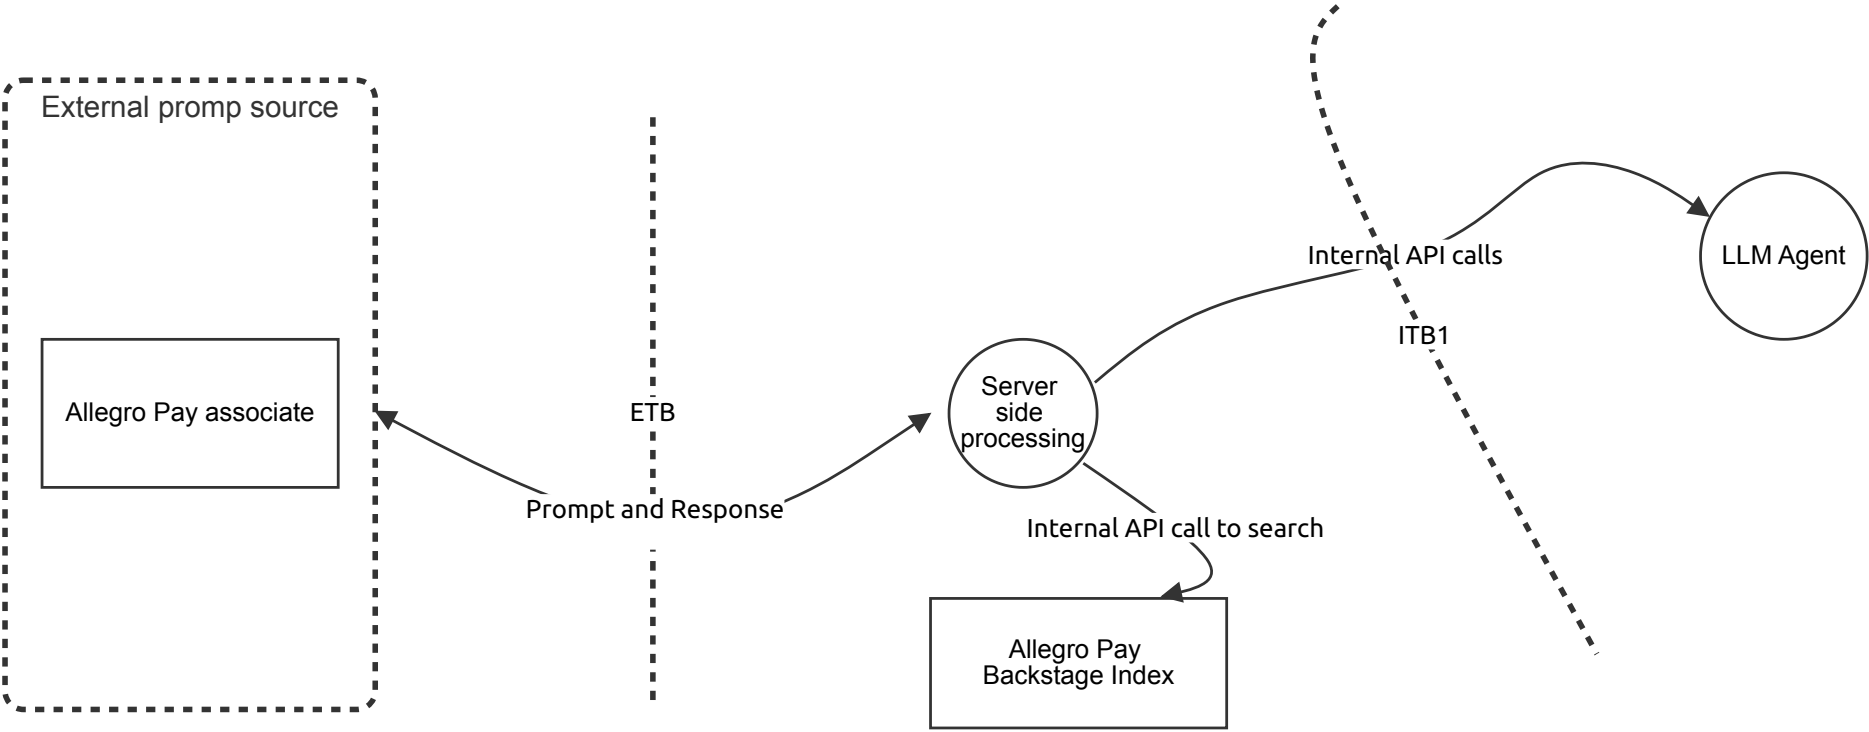 External promp source
Allegro Pay associate
ETB
Prompt and Response
Server
side
processing
Internal API calls
ITB1
LLM Agent
Internal API call to search
Allegro Pay
Backstage Index